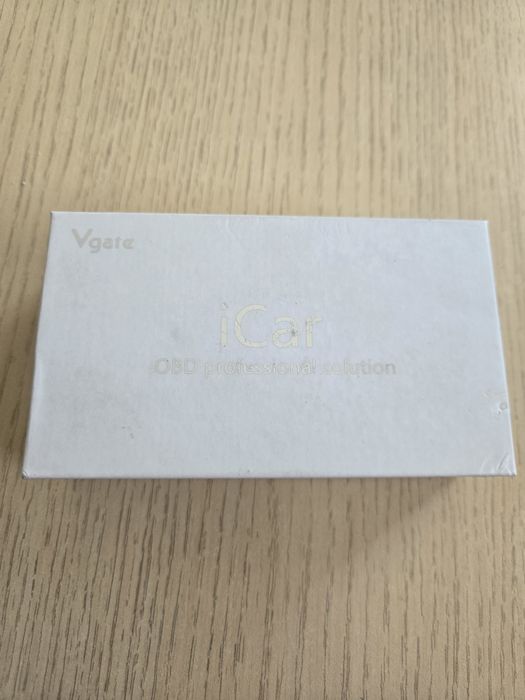 Vgate
iCar
OBD professional solution